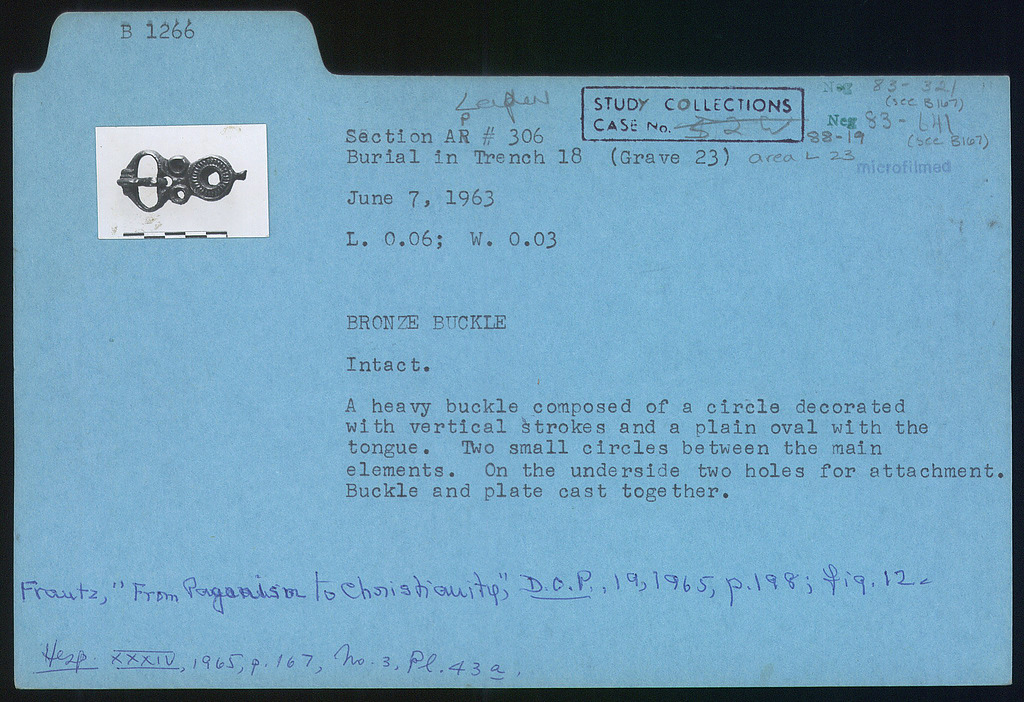 B 1266
Neg 83-321
(see B167)
STUDY COLLECTIONS
CASE No.
Neg 83-641
(see B167)
88-19
microfilmed
P
Section AR # 306
Burial in Trench 18 (Grave 23) area L 23
June 7, 1963
L. 0.06; W. 0.03
BRONZE BUCKLE
Intact.
A heavy buckle composed of a circle decorated
with vertical strokes and a plain oval with the
tongue. Two small circles between the main
elements. On the underside two holes for attachment.
Buckle and plate cast together.
Frantz, "From Paganism to Christianity," D.O.P., 19, 1965, p.198; fig. 12.
Hesp. XXXIV, 1965, p. 167, No. 3, Pl. 43 a.